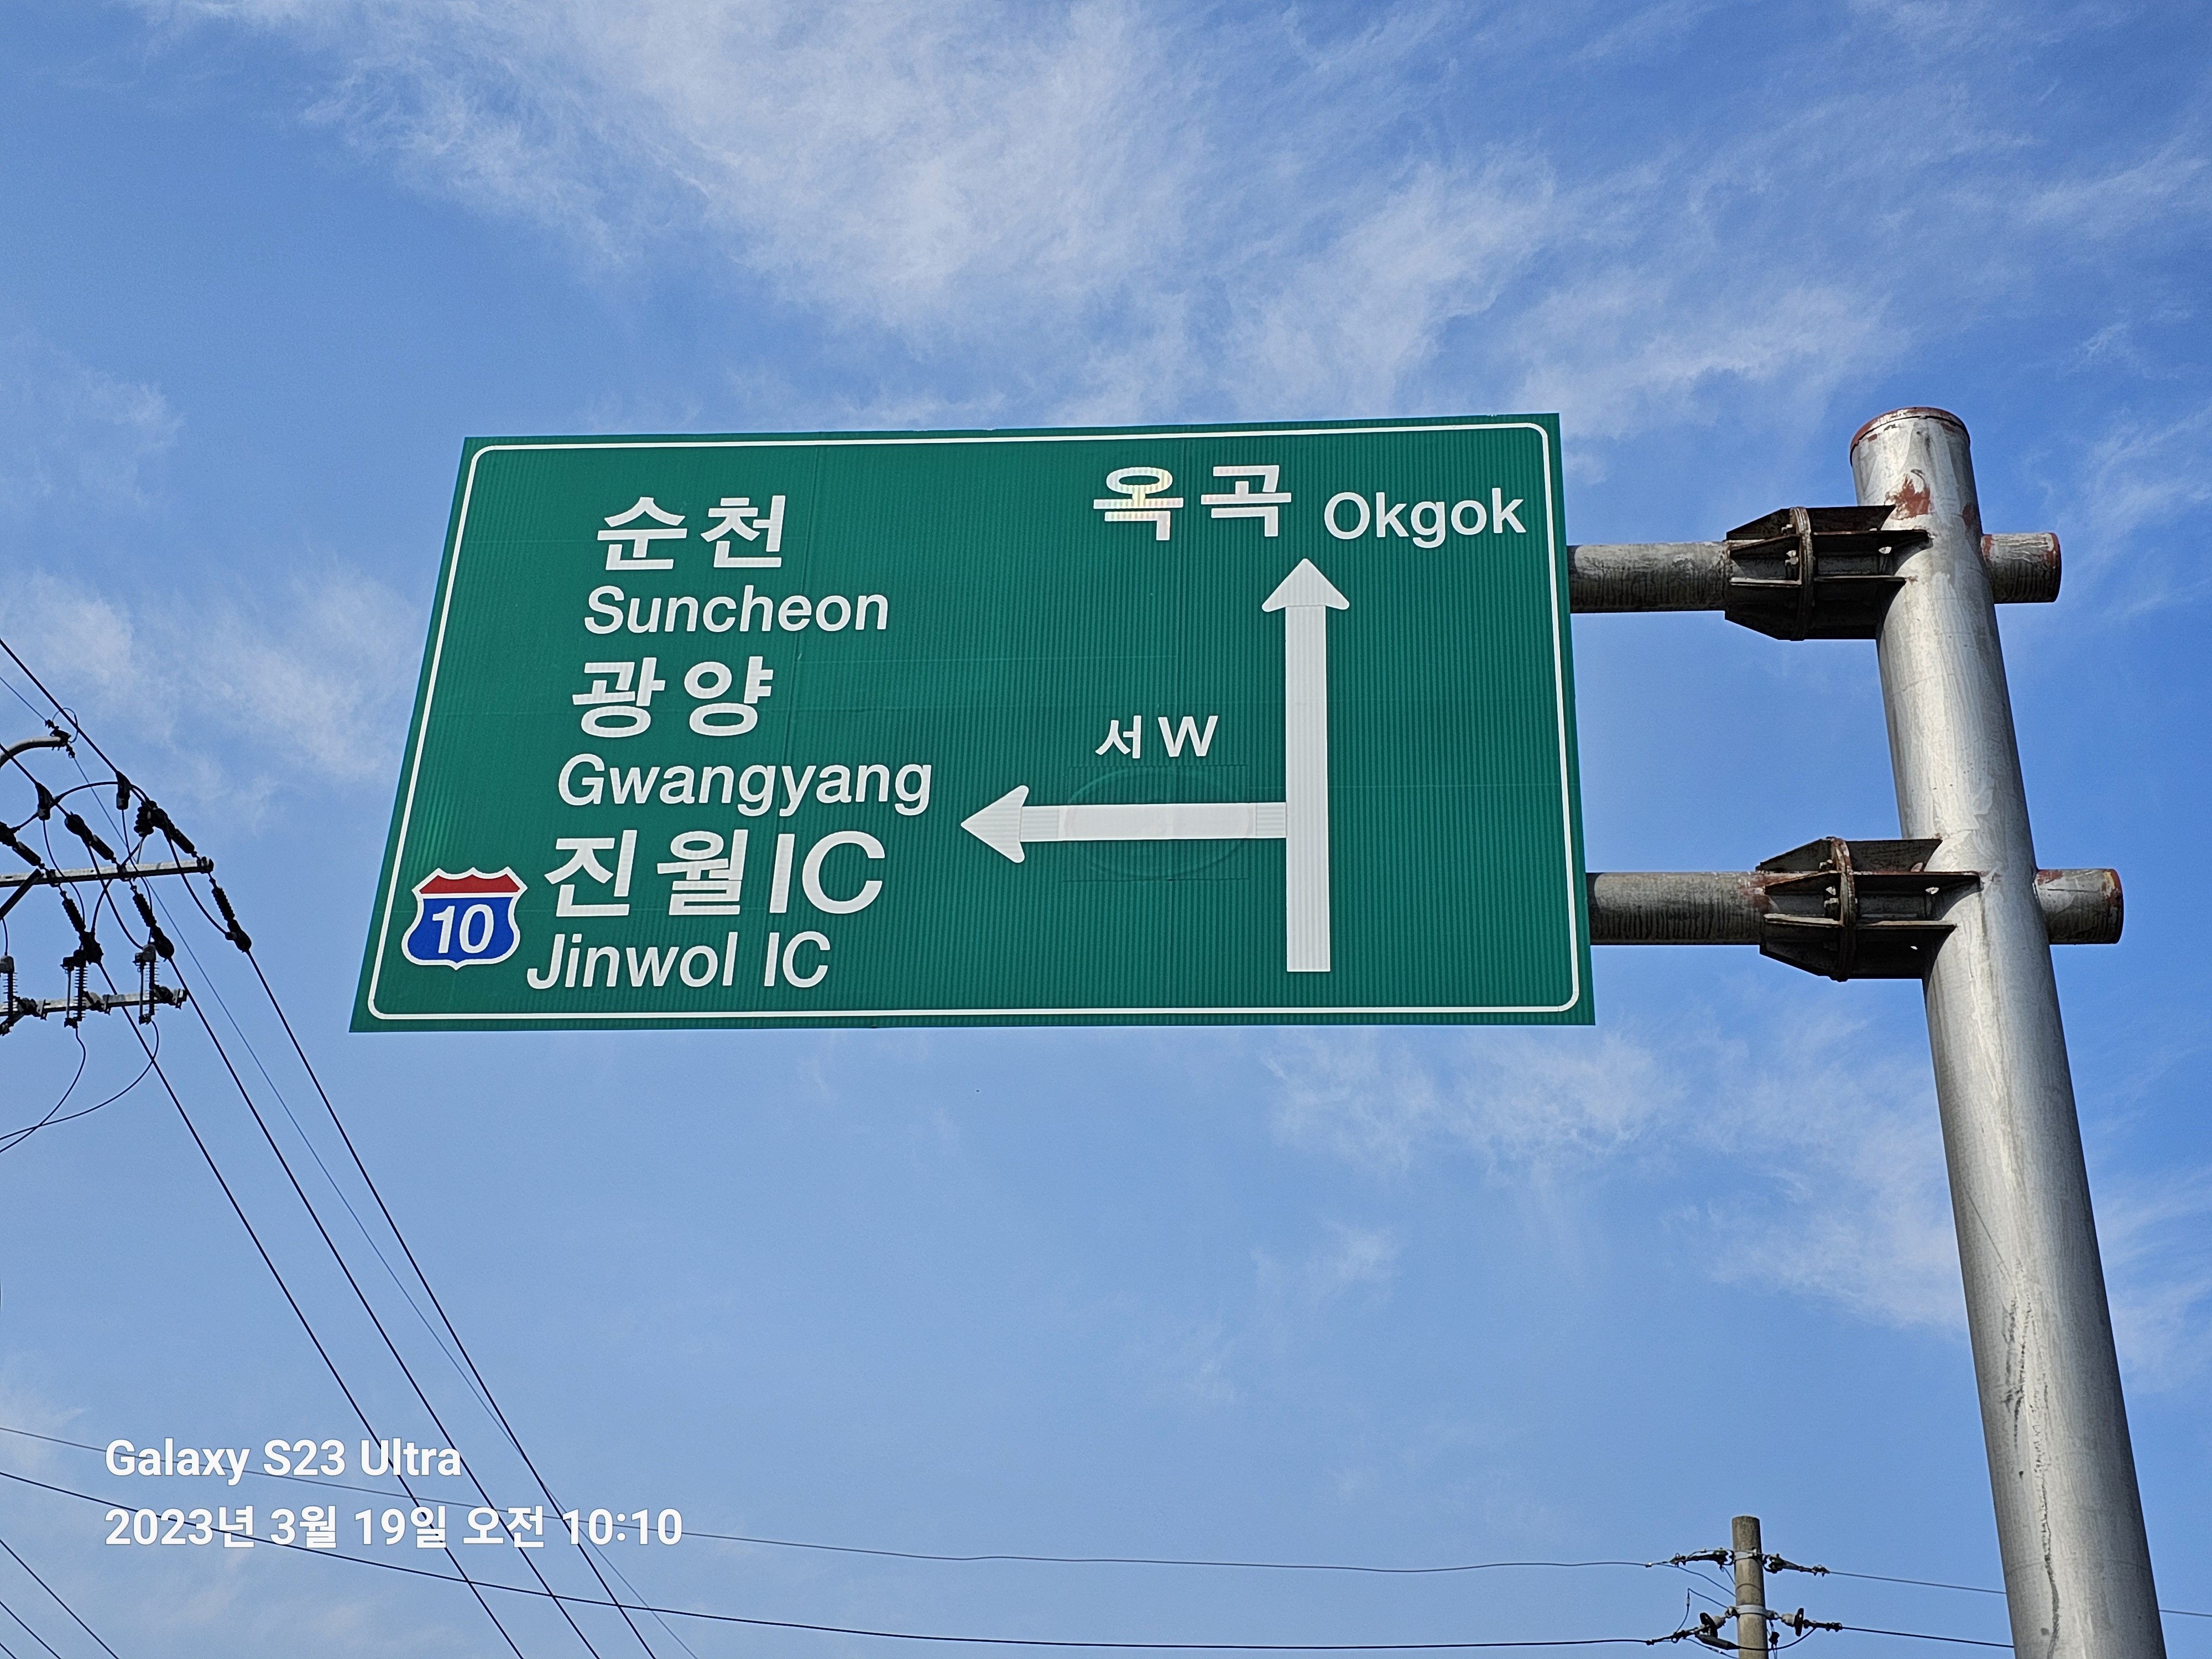 옥곡 Okgok
순천
Suncheon
광양
Gwangyang
서 W
진월IC
10
Jinwol IC
Galaxy S23 Ultra
2023년 3월 19일 오전 10:10